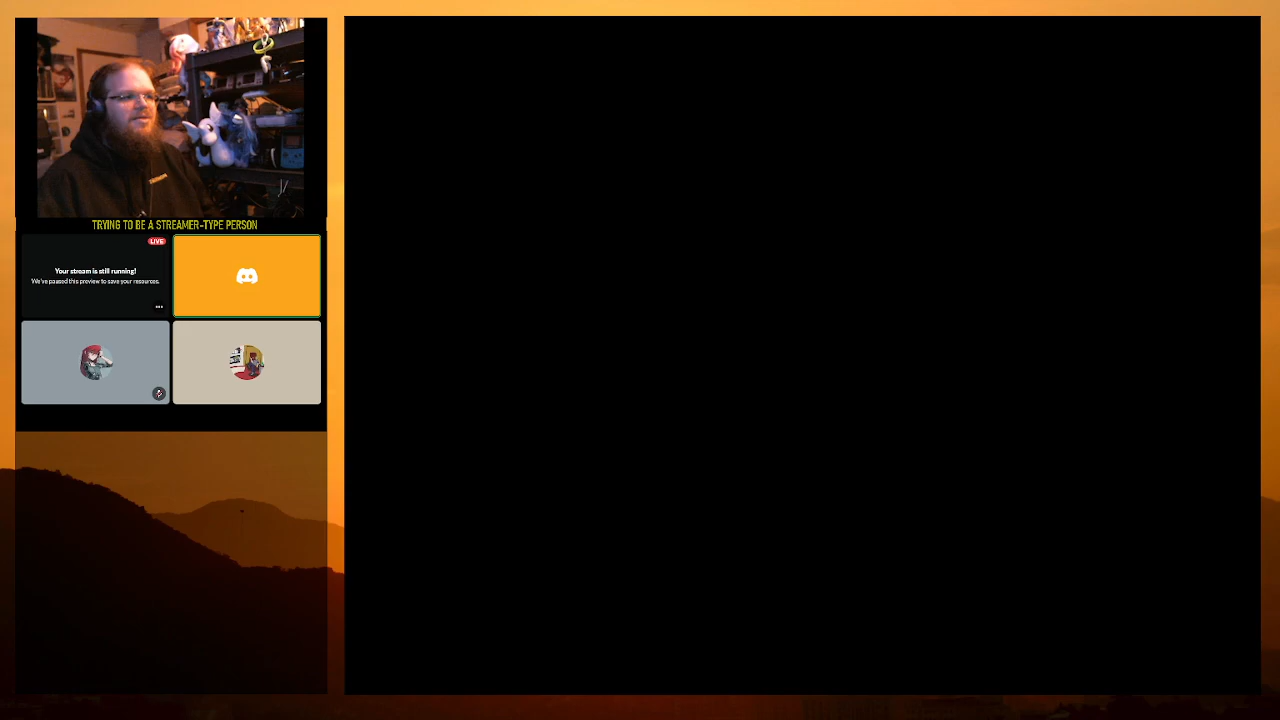 TRYING TO BE A STREAMER-TYPE PERSON
LIVE
Your stream is still running!
We've paused this preview to save your resources.